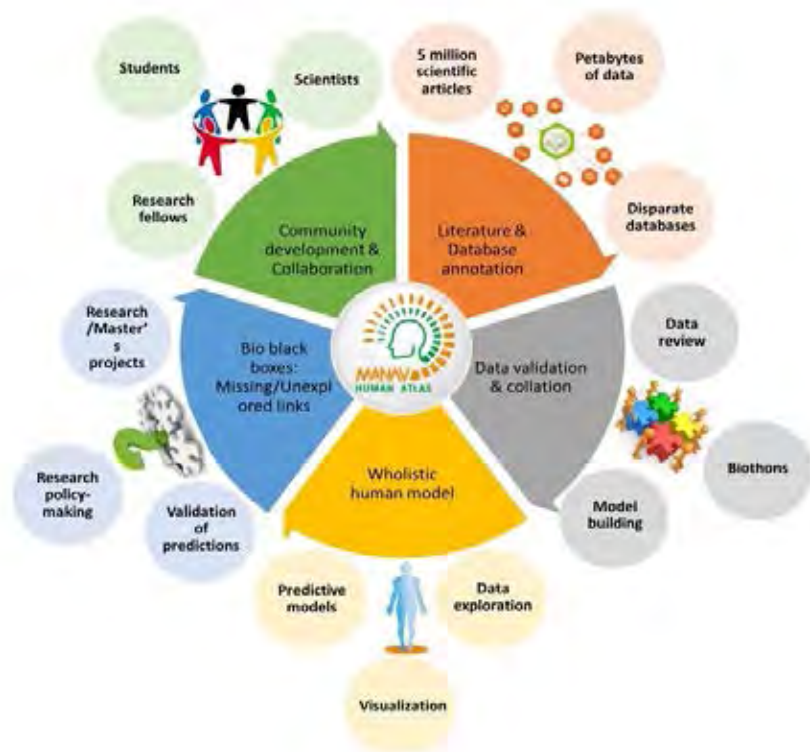 Students
Scientists
Research
fellows
Community
development &
Collaboration
5 million
scientific
articles
Petabytes
of data
Disparate
databases
Literature &
Database
annotation
Data
review
Biothons
Model
building
Data validation
& collation
Wholistic
human model
Predictive
models
Data
exploration
Visualization
Bio black
boxes:
Missing/Unexpl
ored links
Research
/Master's
s
projects
Research
policy-
making
Validation
of
predictions
MANAV
HUMAN ATLAS